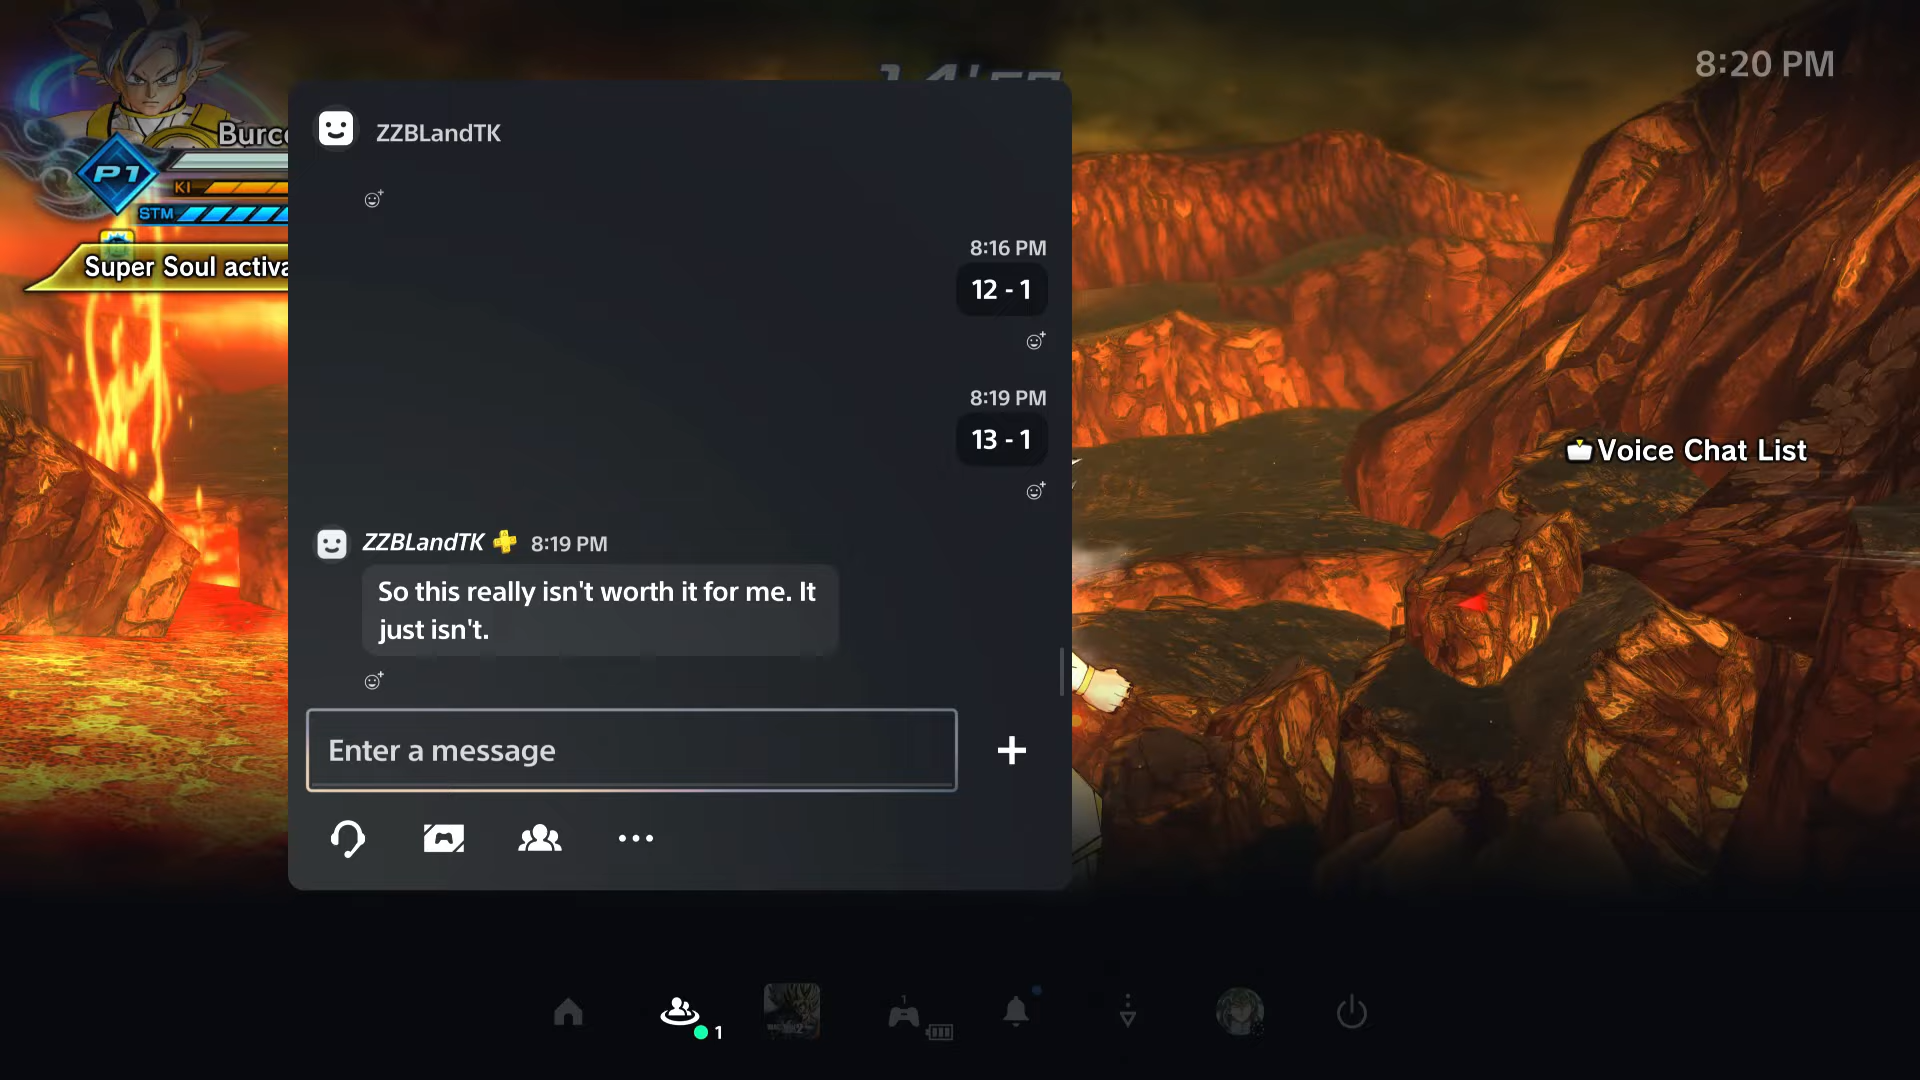 8:20 PM
ZZBLandTK
P1
KI
STM
Super Soul
8:16 PM
12 - 1
8:19 PM
13 - 1
Voice Chat List
ZZBLandTK 8:19 PM
So this really isn't worth it for me. It
just isn't.
Enter a message
1
1